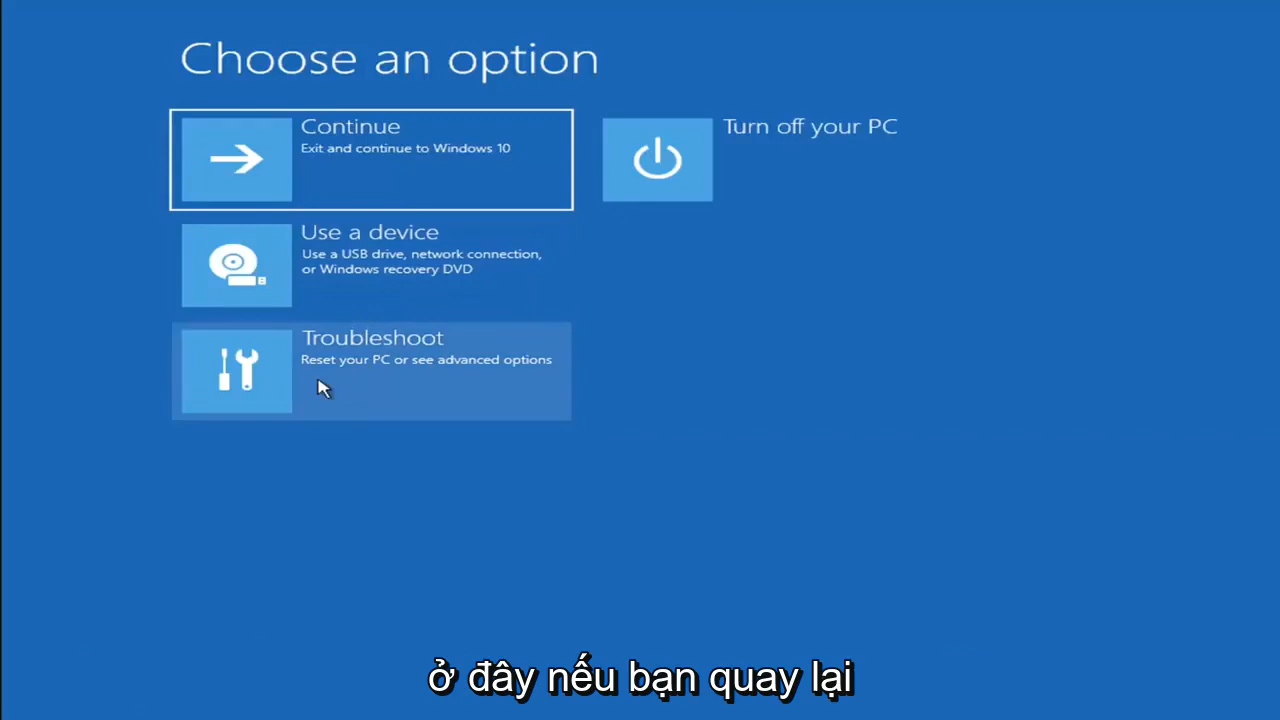 Choose an option
Continue
Exit and continue to Windows 10
Turn off your PC
Use a device
Use a USB drive, network connection,
or Windows recovery DVD
Troubleshoot
Reset your PC or see advanced options
ở đây nếu bạn quay lại